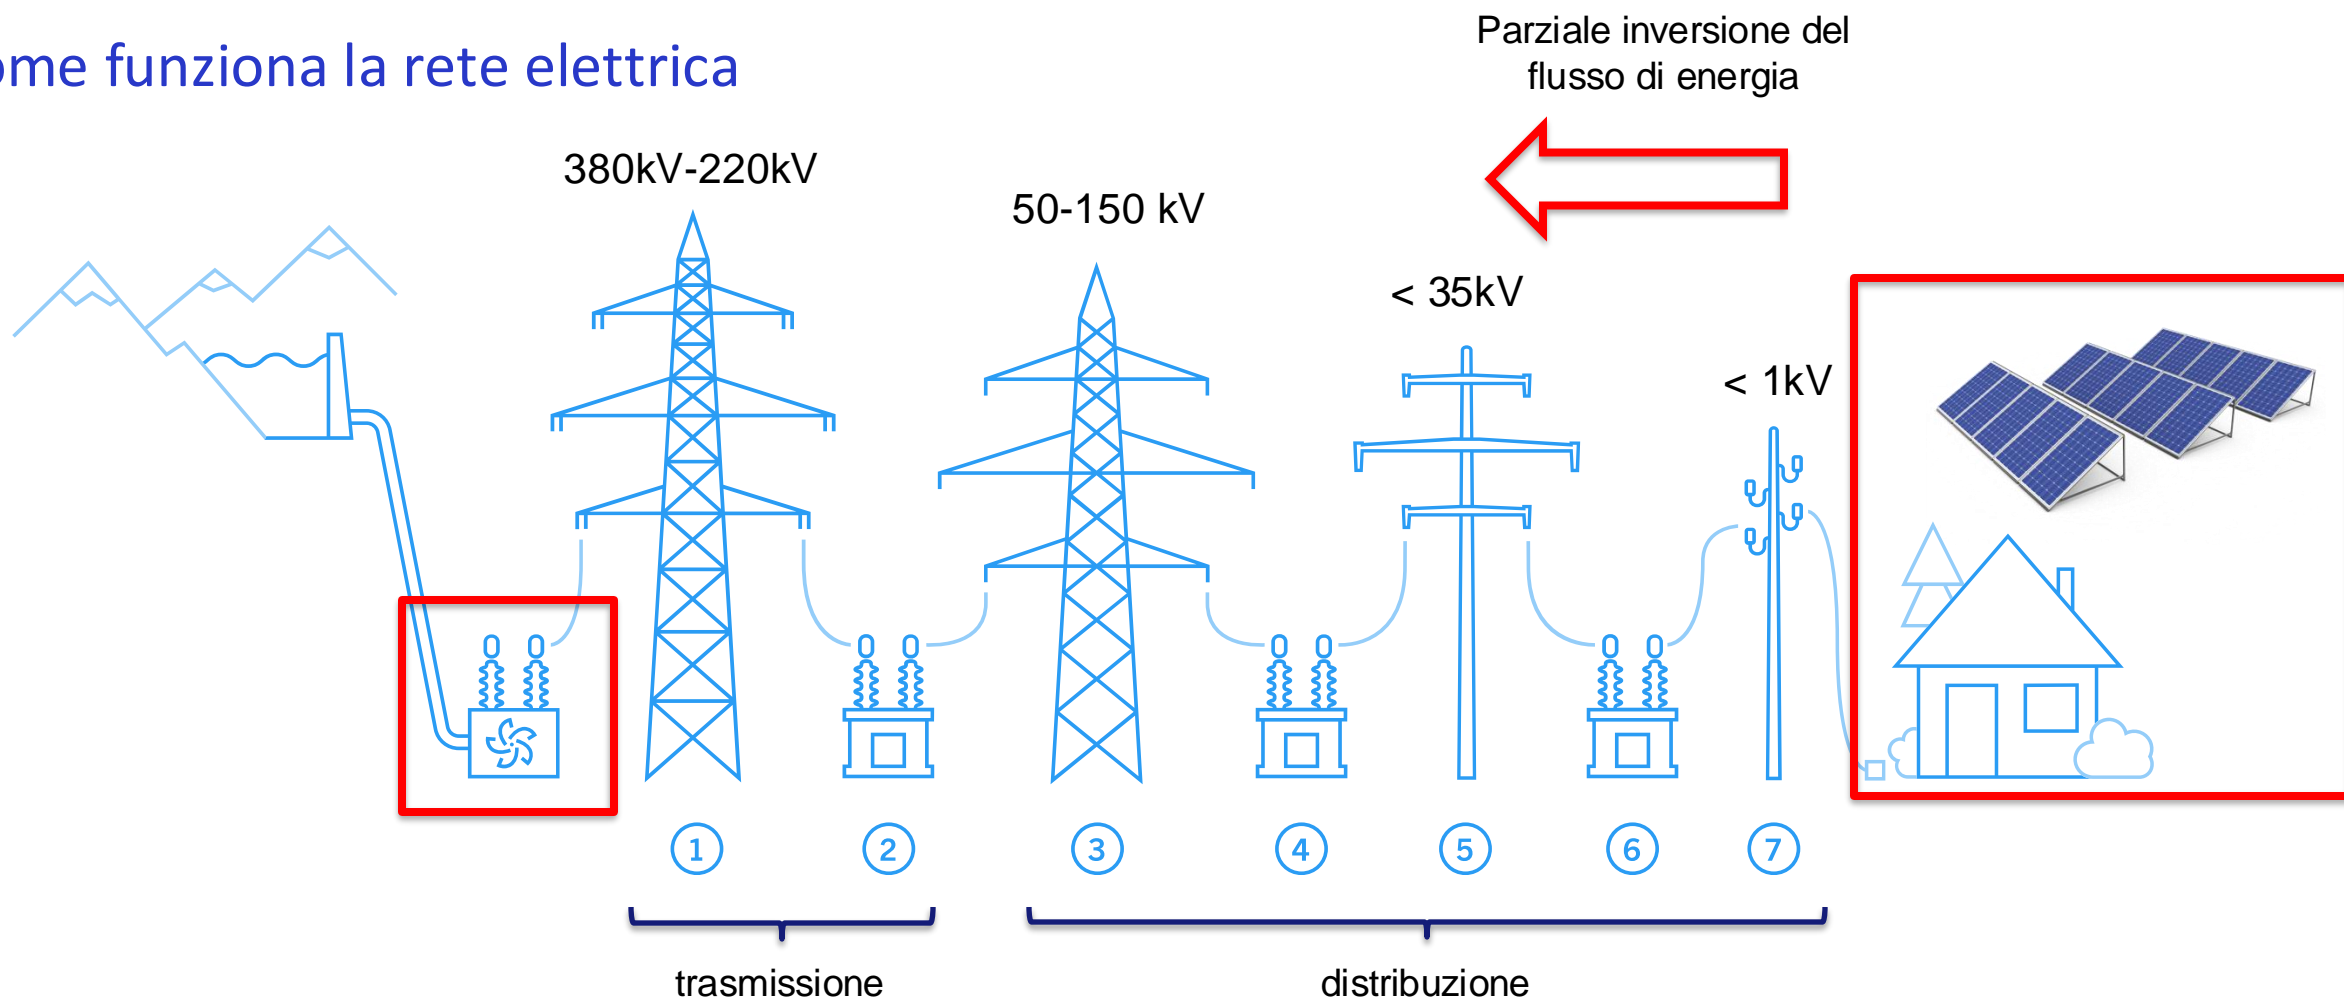 ome funziona la rete elettrica
Parziale inversione del
flusso di energia
380kV-220kV
50-150 kV
< 35kV
< 1kV
1
2
3
4
5
6
7
trasmissione
distribuzione